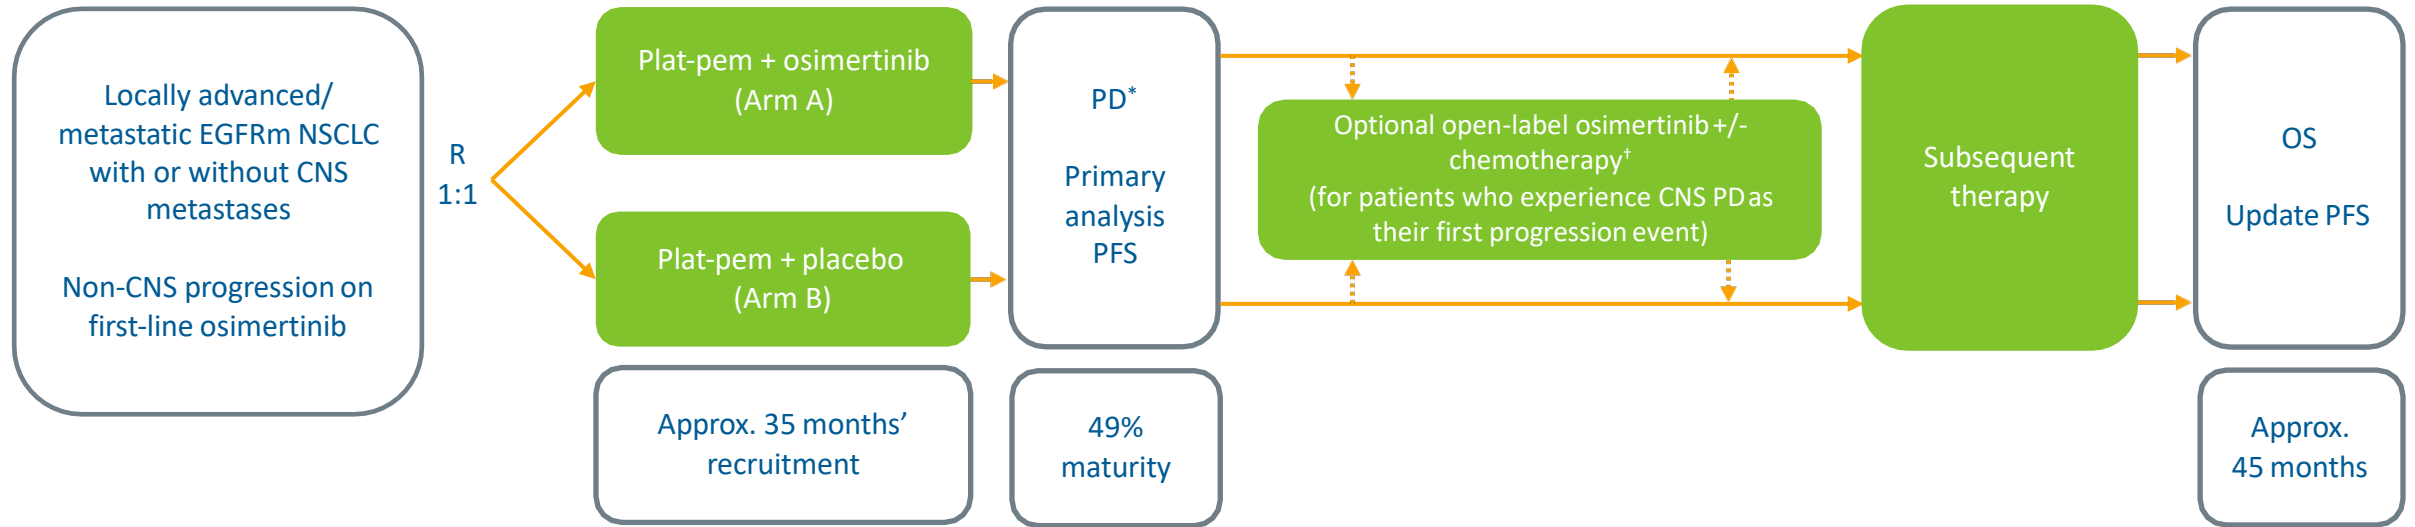 Locally advanced/
metastatic EGFRm NSCLC
with or without CNS
metastases
Non-CNS progression on
first-line osimertinib
R
1:1
Plat-pem + osimertinib
(Arm A)
Plat-pem + placebo
(Arm B)
Approx. 35 months’
recruitment
PD*
Primary
analysis
PFS
49%
maturity
Optional open-label osimertinib +/-
chemotherapy†
(for patients who experience CNS PD as
their first progression event)
Subsequent
therapy
OS
Update PFS
Approx.
45 months